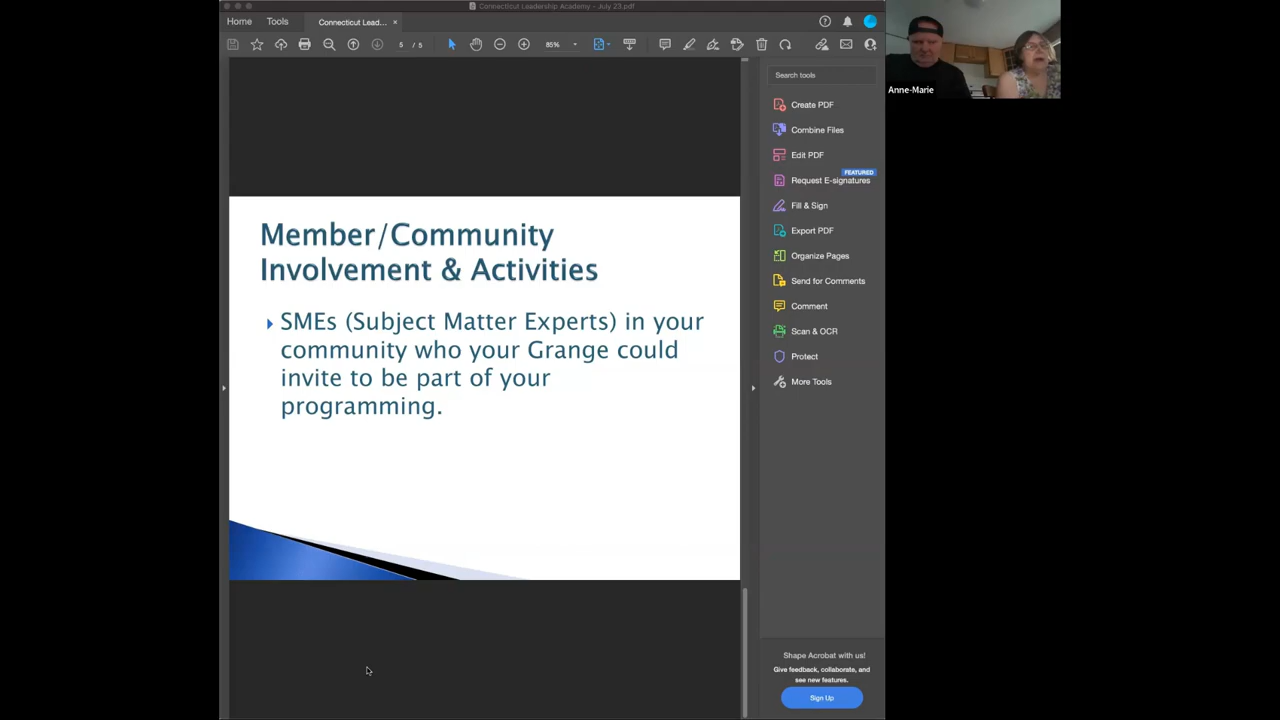 Connecticut Leadership Academy - July 23.pdf
Home
Tools
Connecticut Lead...
×
5 / 5
85%
Member/Community
Involvement & Activities
SMEs (Subject Matter Experts) in your
community who your Grange could
invite to be part of your
programming.
Search tools
Create PDF
Combine Files
Edit PDF
FEATURED
Request E-signatures
Fill & Sign
Export PDF
Organize Pages
Send for Comments
Comment
Scan & OCR
Protect
More Tools
Shape Acrobat with us!
Give feedback, collaborate, and
see new features.
Sign Up
Anne-Marie